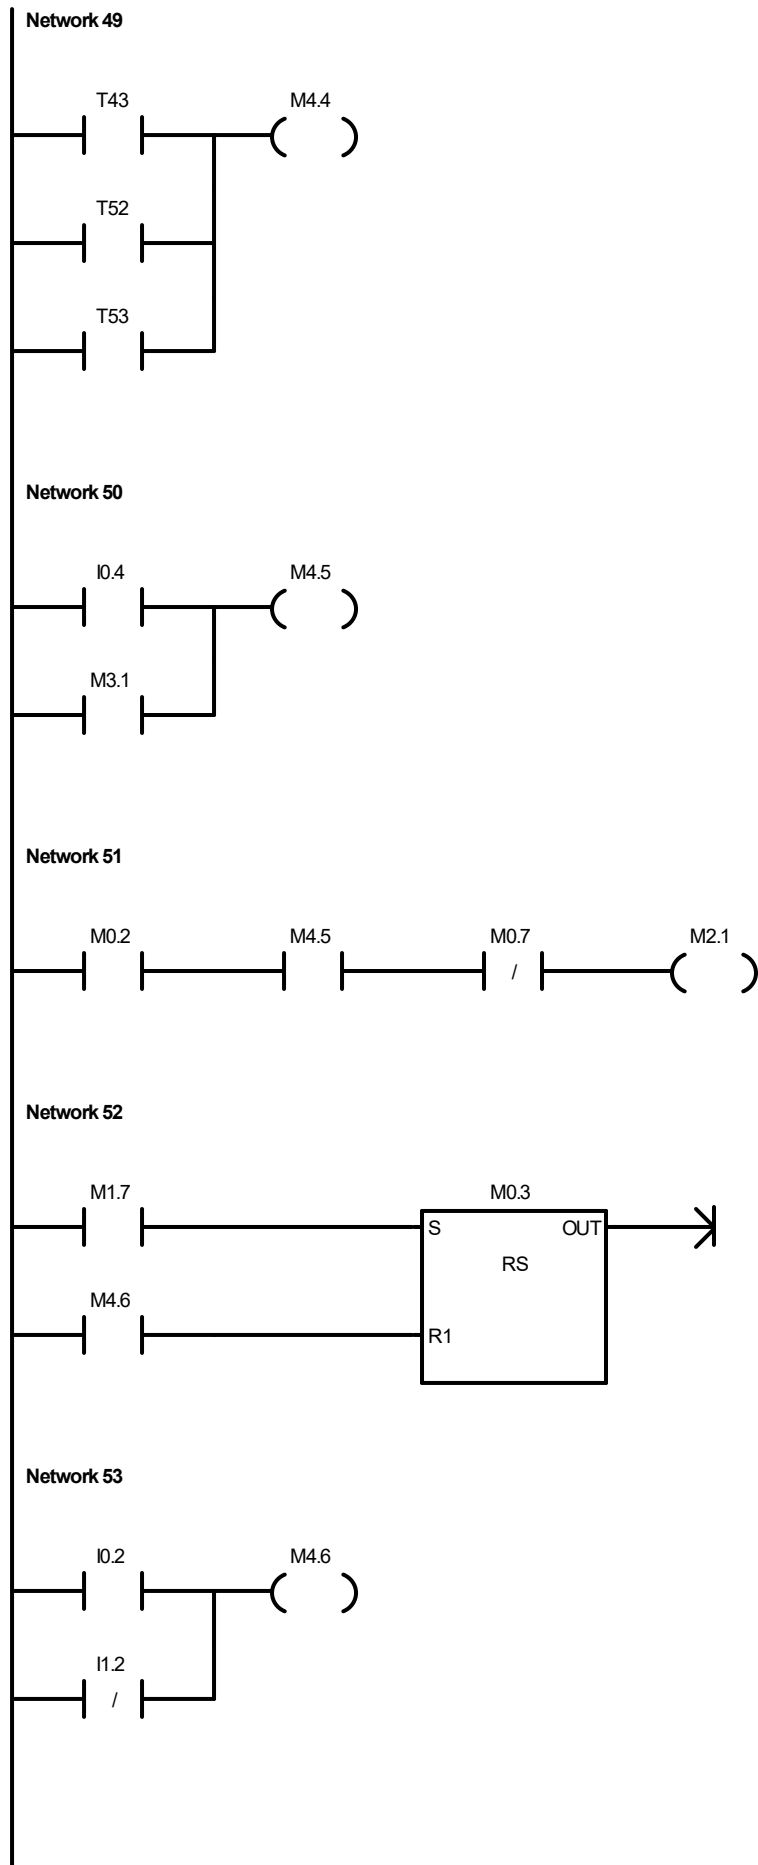 Network 49
T43 M4.4
T52
T53
Network 50
I0.4 M4.5
M3.1
Network 51
M0.2 M4.5 M0.7 M2.1
/
Network 52
M1.7 M0.3
S OUT
RS
M4.6
R1
Network 53
I0.2 M4.6
I1.2
/